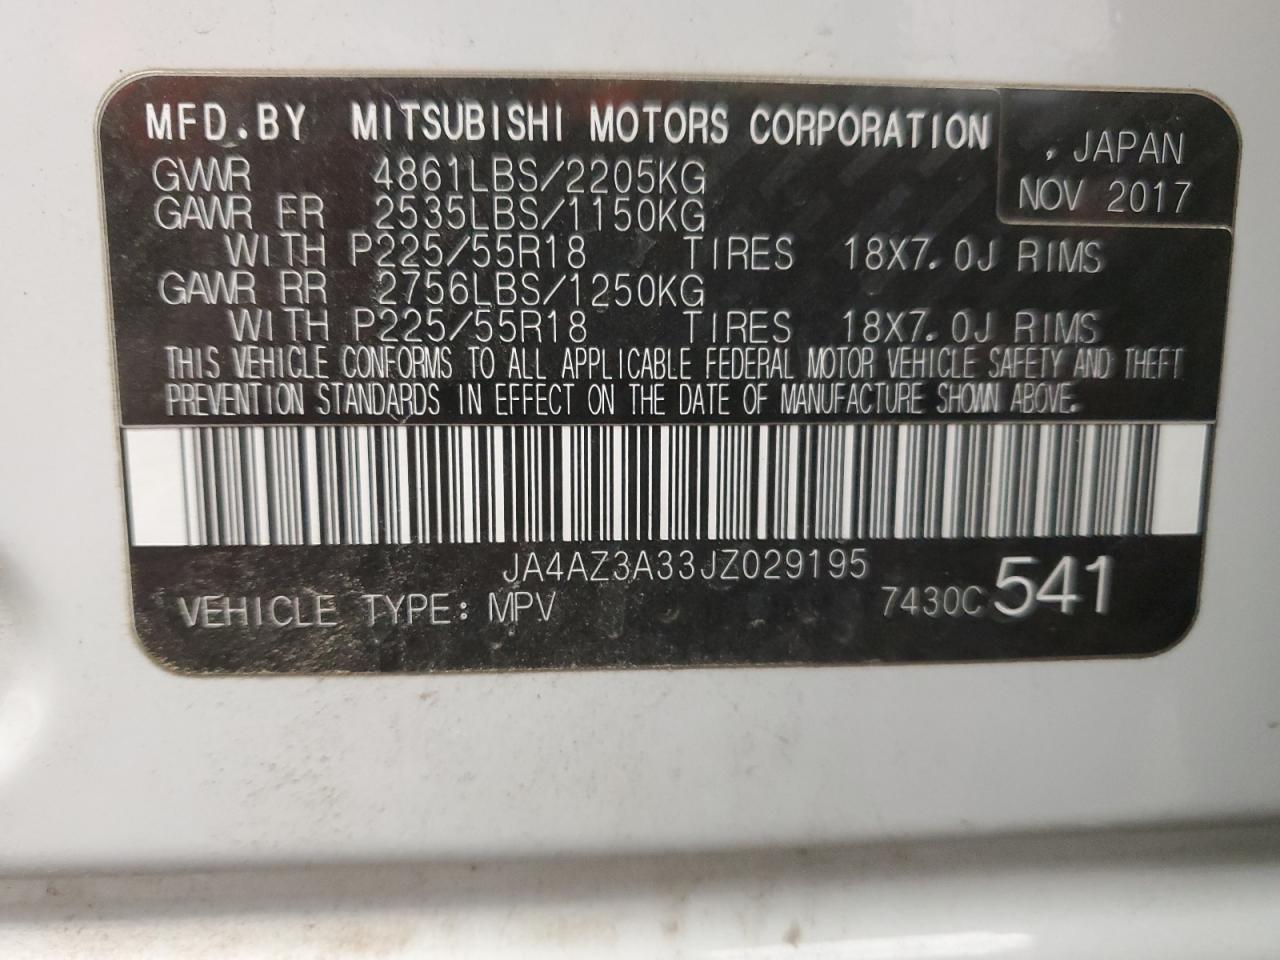 MFD.BY MITSUBISHI MOTORS CORPORATION
, JAPAN
NOV 2017
GVWR 4861LBS/2205KG
GAWR FR 2535LBS/1150KG
WITH P225/55R18 TIRES 18X7.0J RIMS
GAWR RR 2756LBS/1250KG
WITH P225/55R18 TIRES 18X7.0J RIMS
THIS VEHICLE CONFORMS TO ALL APPLICABLE FEDERAL MOTOR VEHICLE SAFETY AND THEFT
PREVENTION STANDARDS IN EFFECT ON THE DATE OF MANUFACTURE SHOWN ABOVE.
JA4AZ3A33JZ029195
VEHICLE TYPE: MPV 7430C 541